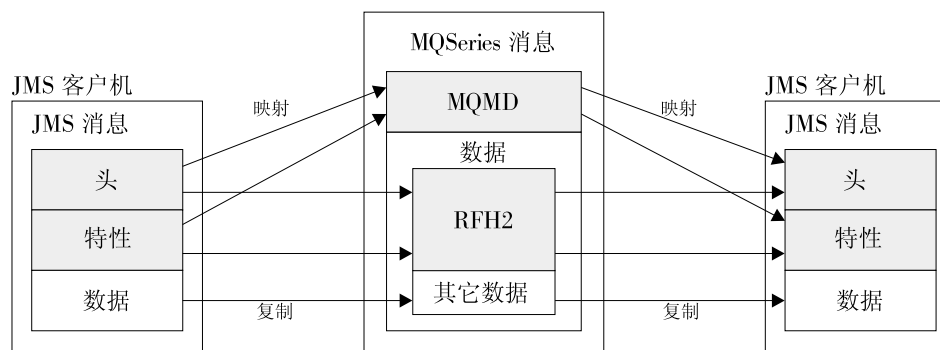 MQSeries 消息
JMS 客户机
JMS 消息
头
特性
数据
映射
复制
MQMD
数据
RFH2
其它数据
映射
复制
JMS 客户机
JMS 消息
头
特性
数据